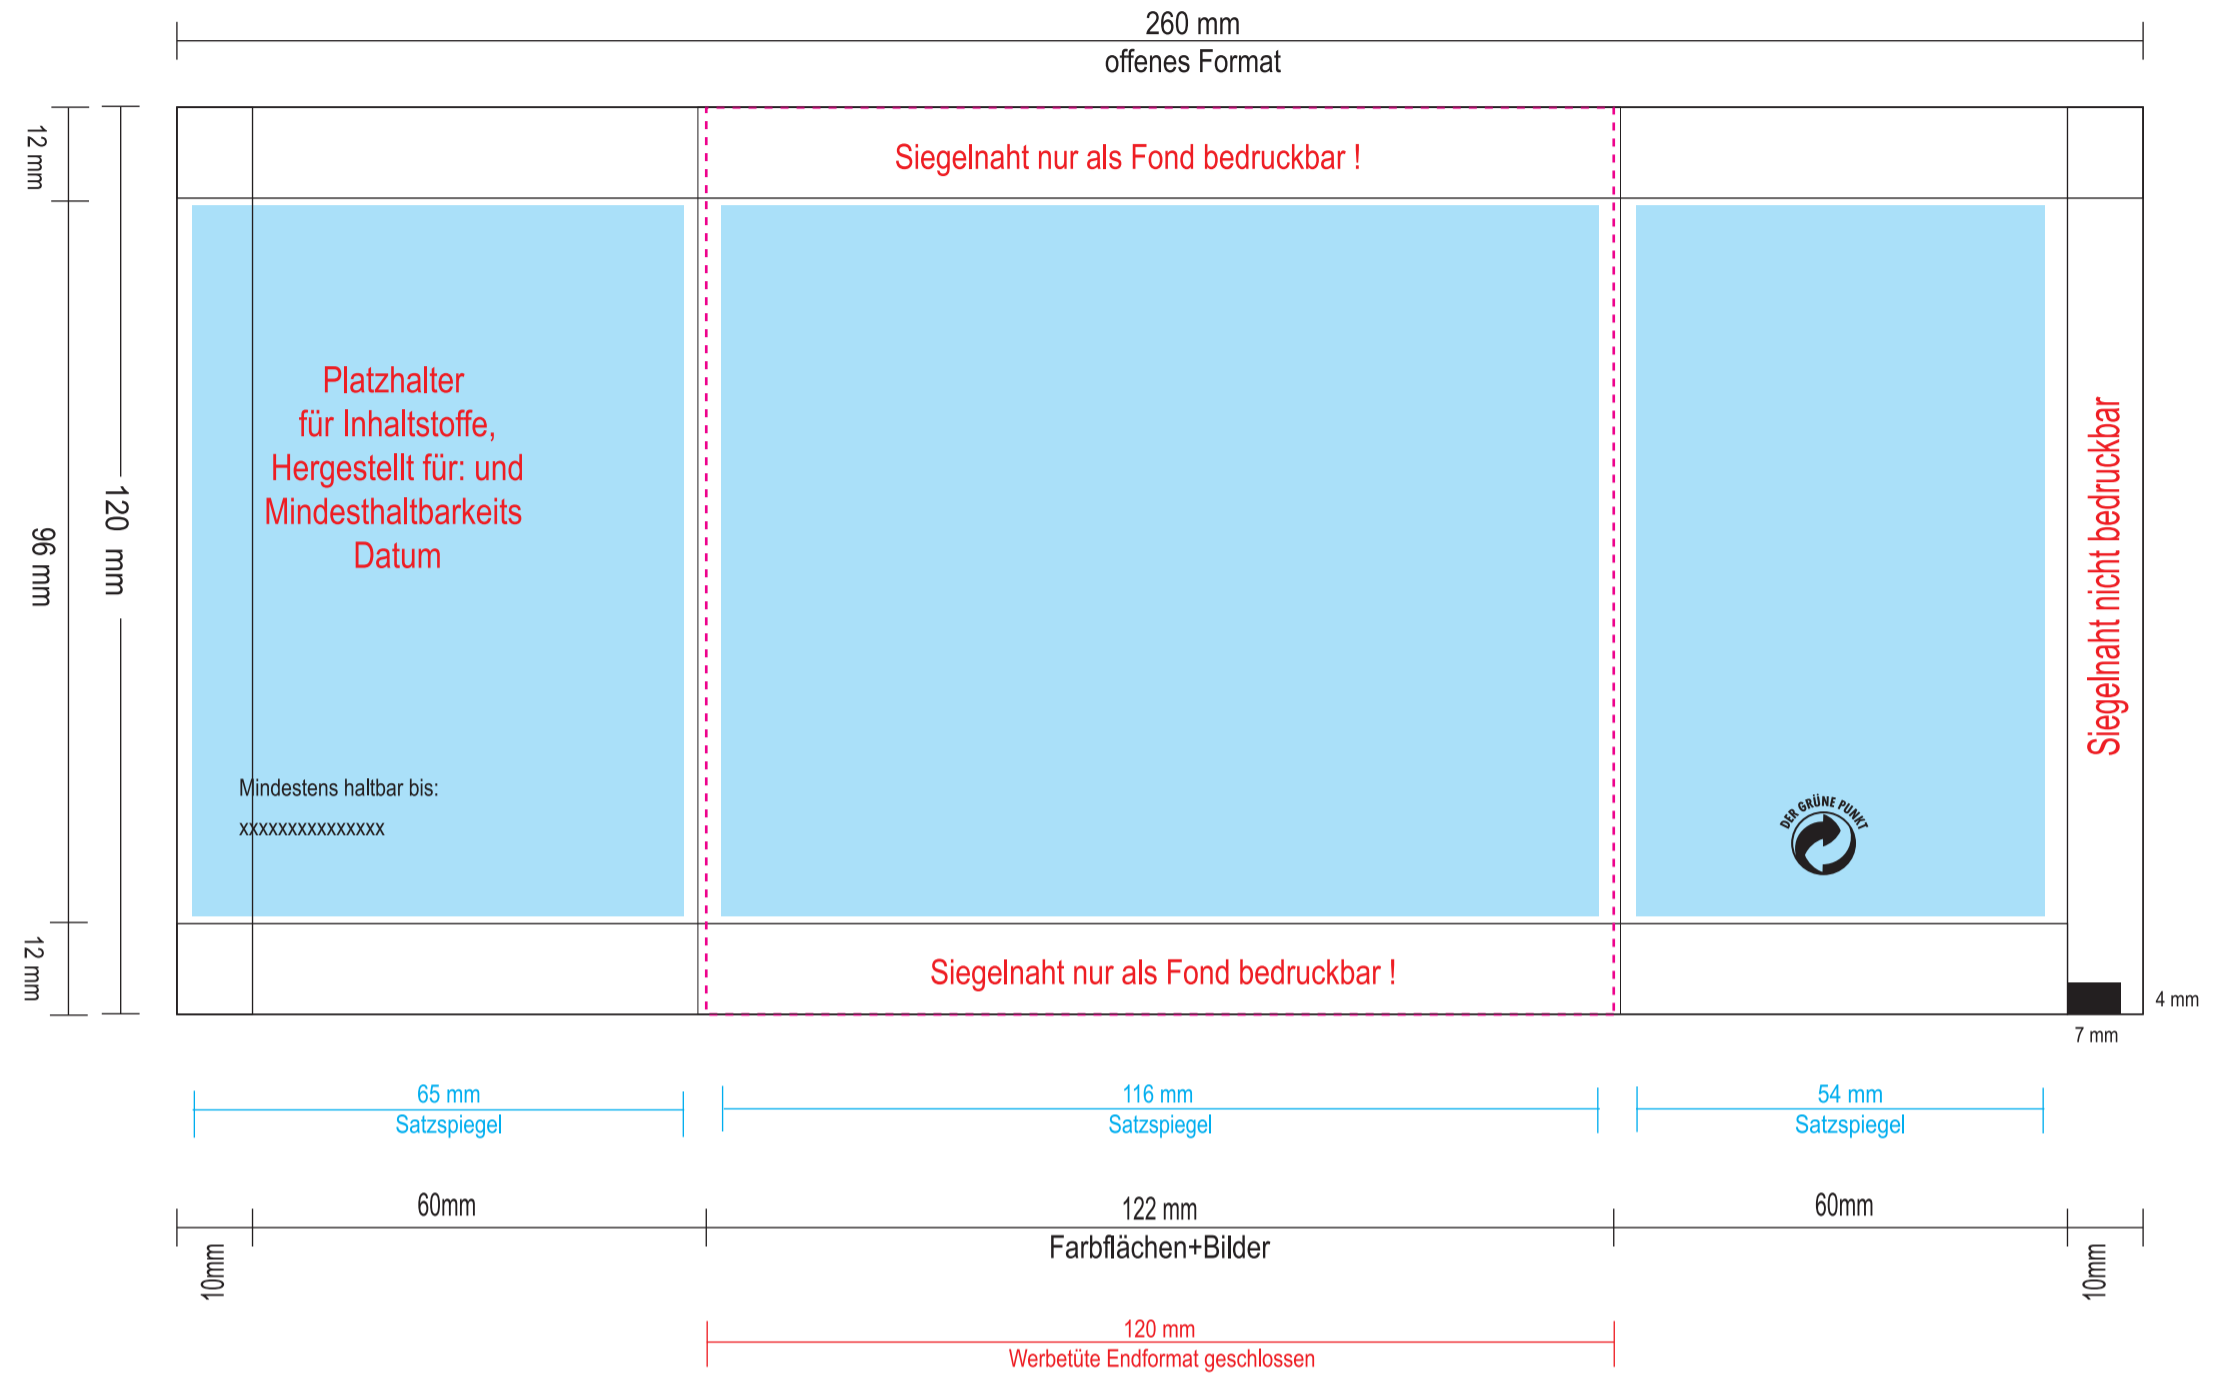 260 mm
offenes Format
12 mm
Siegelnaht nur als Fond bedruckbar !
Platzhalter
für Inhaltstoffe,
Hergestellt für: und
Mindesthaltbarkeits
Datum
96 mm
120 mm
Siegelnaht nicht bedruckbar
Mindestens haltbar bis:
xxxxxxxxxxxxxxx
DER GRÜNE PUNKT
12 mm
Siegelnaht nur als Fond bedruckbar !
4 mm
7 mm
65 mm
Satzspiegel
116 mm
Satzspiegel
54 mm
Satzspiegel
10mm
60mm
122 mm
Farbflächen+Bilder
60mm
10mm
120 mm
Werbetüte Endformat geschlossen